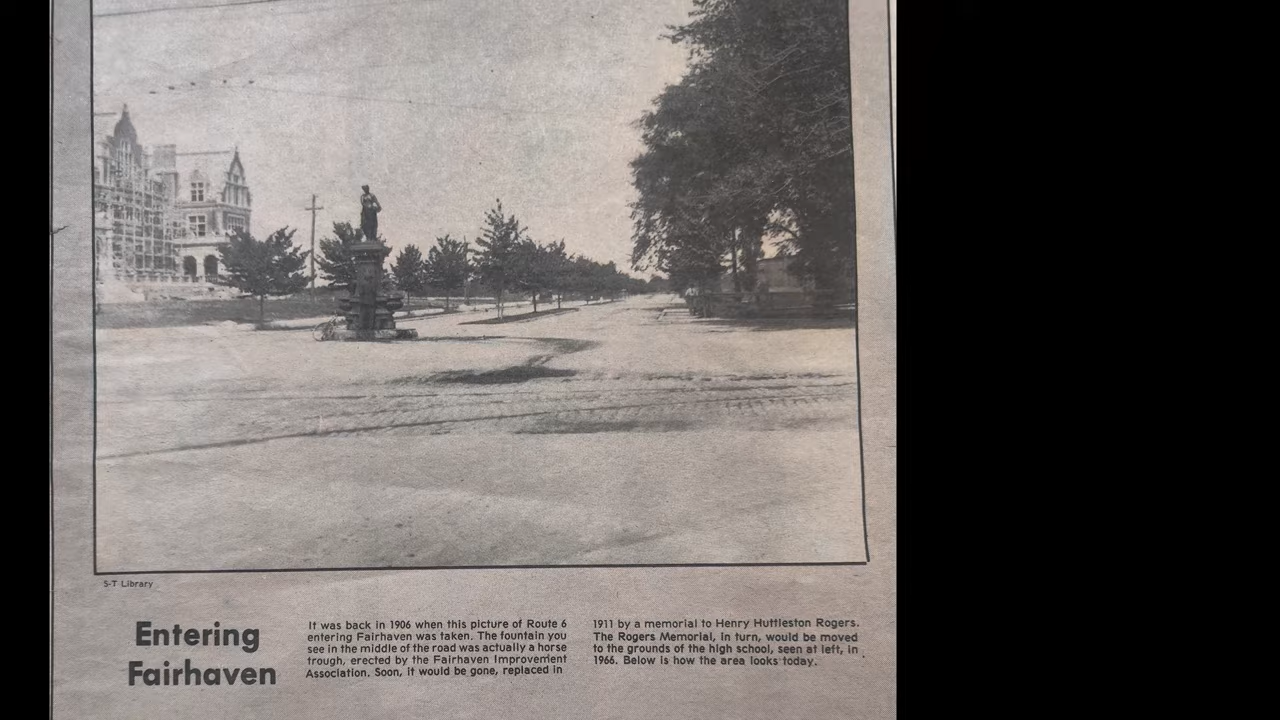 S-T Library
Entering
Fairhaven
It was back in 1906 when this picture of Route 6
entering Fairhaven was taken. The fountain you
see in the middle of the road was actually a horse
trough, erected by the Fairhaven Improvement
Association. Soon, it would be gone, replaced in
1911 by a memorial to Henry Huttleston Rogers.
The Rogers Memorial, in turn, would be moved
to the grounds of the high school, seen at left, in
1966. Below is how the area looks today.